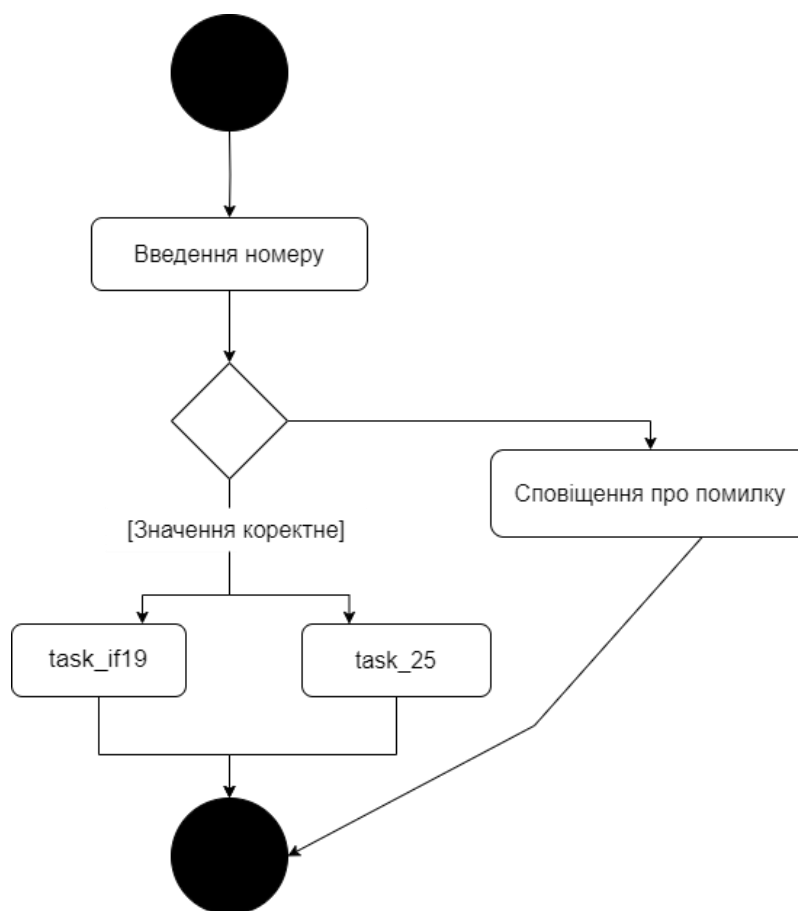 Введення номеру
Сповіщення про помилку
[Значення коректне]
task_if19
task_25